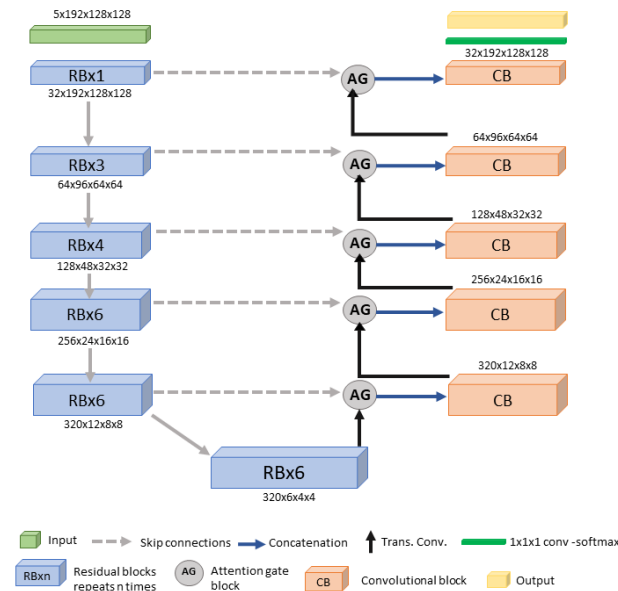 5x192x128x128
32x192x128x128
RBx1
AG
CB
32x192x128x128
64x96x64x64
RBx3
AG
CB
64x96x64x64
128x48x32x32
RBx4
AG
CB
128x48x32x32
256x24x16x16
RBx6
AG
CB
256x24x16x16
320x12x8x8
RBx6
AG
CB
320x12x8x8
RBx6
320x6x4x4
Input
Skip connections
Concatenation
Trans. Conv.
1x1x1 conv -softmax
RBxn
Residual blocks
repeats n times
AG
Attention gate
block
CB
Convolutional block
Output